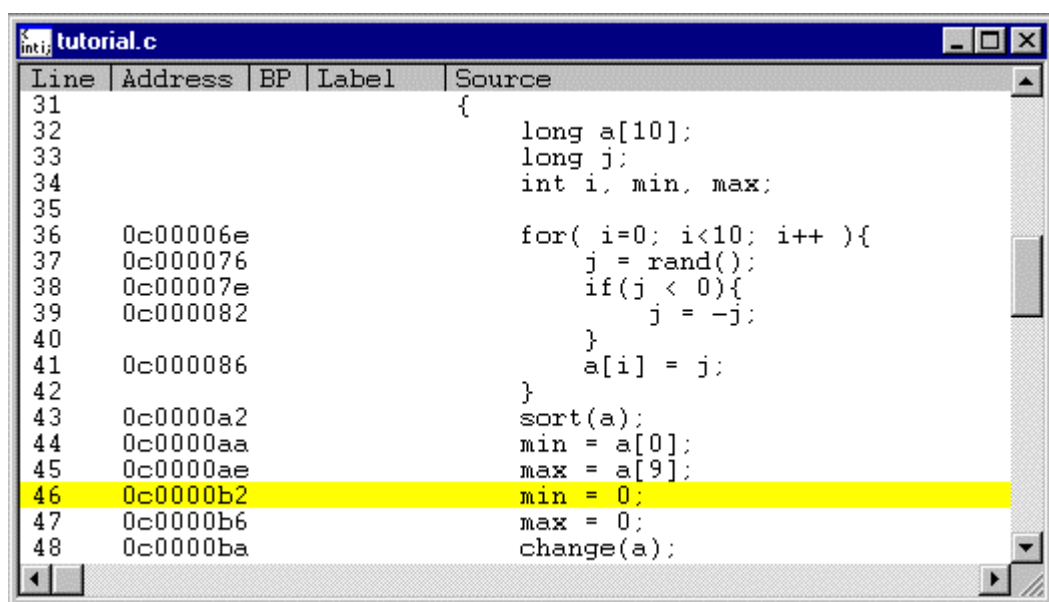 inti; tutorial.c
Line Address BP Label Source
31 {
32 long a[10];
33 long j;
34 int i, min, max;
35
36 0c00006e for( i=0; i<10; i++ ){
37 0c000076 j = rand();
38 0c00007e if(j < 0){
39 0c000082 j = -j;
40 }
41 0c000086 a[i] = j;
42 }
43 0c0000a2 sort(a);
44 0c0000aa min = a[0];
45 0c0000ae max = a[9];
46 0c0000b2 min = 0;
47 0c0000b6 max = 0;
48 0c0000ba change(a);